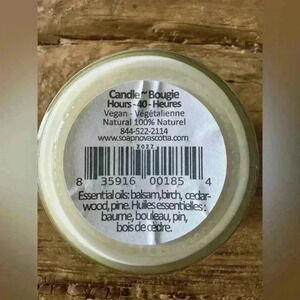 Candle ~ Bougie
Hours - 40 - Heures
Vegan - Végétalienne
Natural 100% Naturel
844-522-2114
www.soapnovascotia.com
2022
8 35916 00185 4
Essential oils: balsam, birch, cedar-
wood, pine. Huiles essentielles :
baume, bouleau, pin,
bois de cèdre.